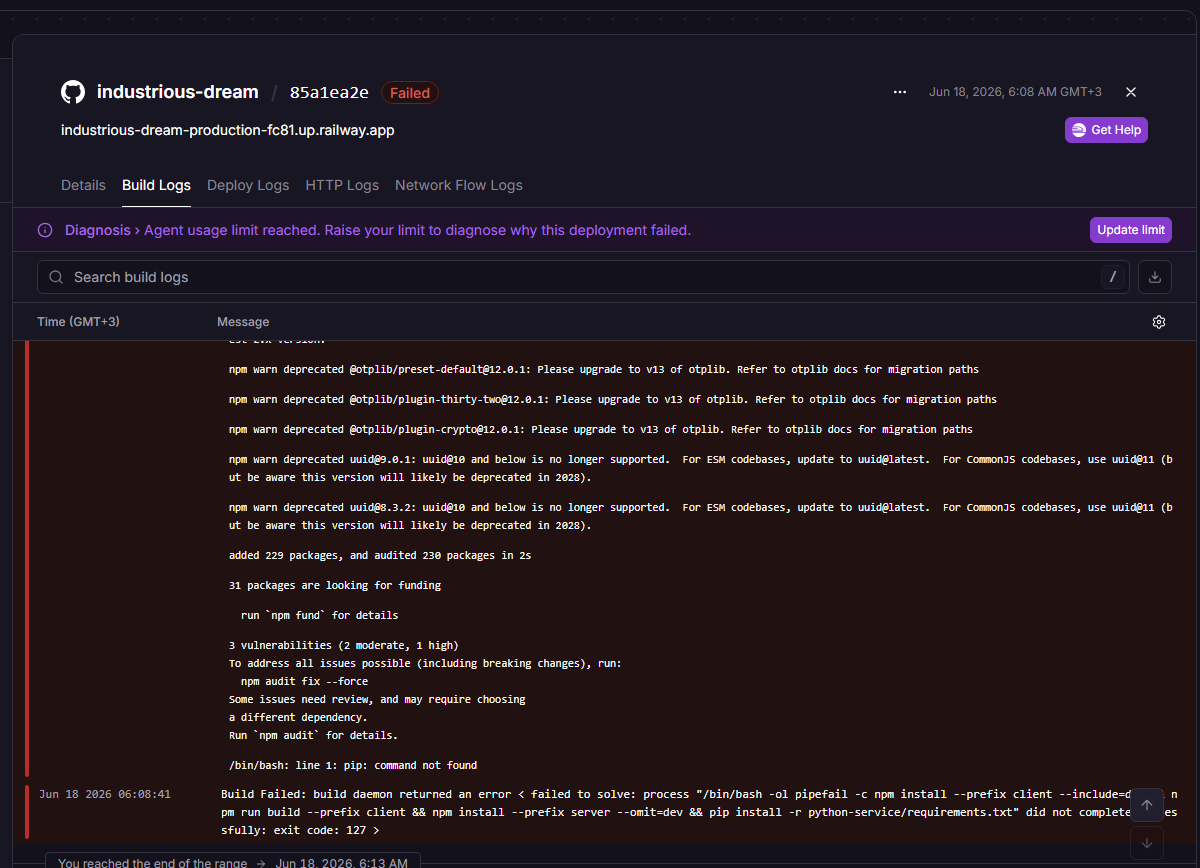 industrious-dream / 85a1ea2e Failed
Jun 18, 2026, 6:08 AM GMT+3
industrious-dream-production-fc81.up.railway.app
Get Help
Details Build Logs Deploy Logs HTTP Logs Network Flow Logs
Diagnosis › Agent usage limit reached. Raise your limit to diagnose why this deployment failed.
Update limit
Search build logs
/
Time (GMT+3) Message
est 2.x version.
npm warn deprecated @otplib/preset-default@12.0.1: Please upgrade to v13 of otplib. Refer to otplib docs for migration paths
npm warn deprecated @otplib/plugin-thirty-two@12.0.1: Please upgrade to v13 of otplib. Refer to otplib docs for migration paths
npm warn deprecated @otplib/plugin-crypto@12.0.1: Please upgrade to v13 of otplib. Refer to otplib docs for migration paths
npm warn deprecated uuid@9.0.1: uuid@10 and below is no longer supported.  For ESM codebases, update to uuid@latest.  For CommonJS codebases, use uuid@11 (b
ut be aware this version will likely be deprecated in 2028).
npm warn deprecated uuid@8.3.2: uuid@10 and below is no longer supported.  For ESM codebases, update to uuid@latest.  For CommonJS codebases, use uuid@11 (b
ut be aware this version will likely be deprecated in 2028).
added 229 packages, and audited 230 packages in 2s
31 packages are looking for funding
run `npm fund` for details
3 vulnerabilities (2 moderate, 1 high)
To address all issues possible (including breaking changes), run:
npm audit fix --force
Some issues need review, and may require choosing
a different dependency.
Run `npm audit` for details.
/bin/bash: line 1: pip: command not found
Jun 18 2026 06:08:41 Build Failed: build daemon returned an error < failed to solve: process "/bin/bash -ol pipefail -c npm install --prefix client n
pm run build --prefix client && npm install --prefix server --omit=dev && pip install -r python-service/requirements.txt" did not
sfully: exit code: 127 >
You reached the end of the range → Jun 18, 2026, 6:13 AM